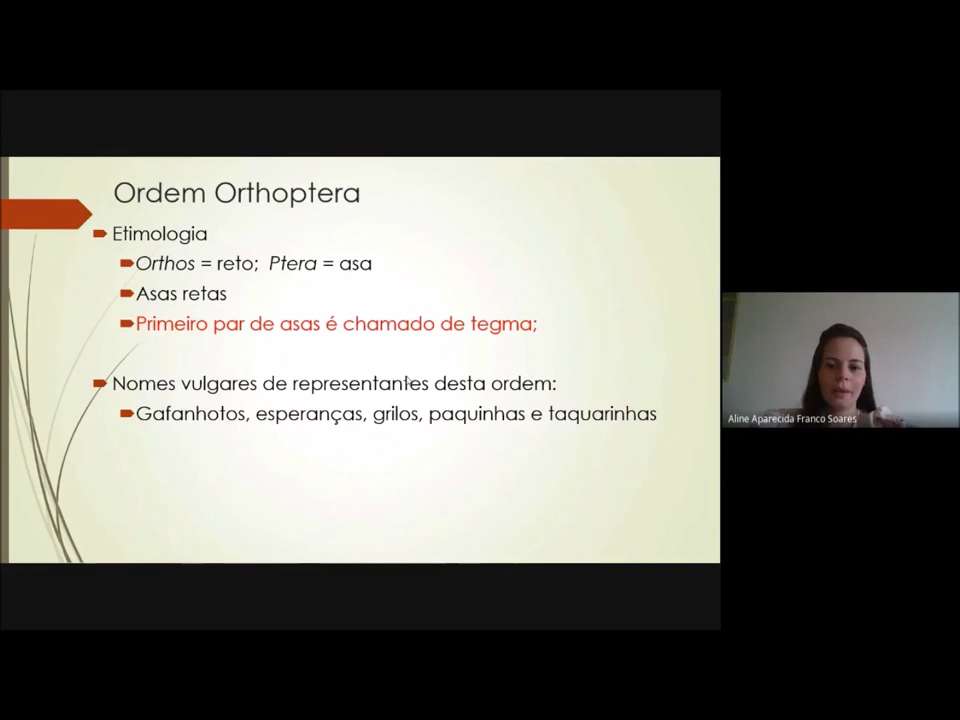 Ordem Orthoptera
Etimologia
Orthos = reto; Ptera = asa
Asas retas
Primeiro par de asas é chamado de tegma;
Nomes vulgares de representantes desta ordem:
Gafanhotos, esperanças, grilos, paquinhas e taquarinhas
Aline Aparecida Franco Soares